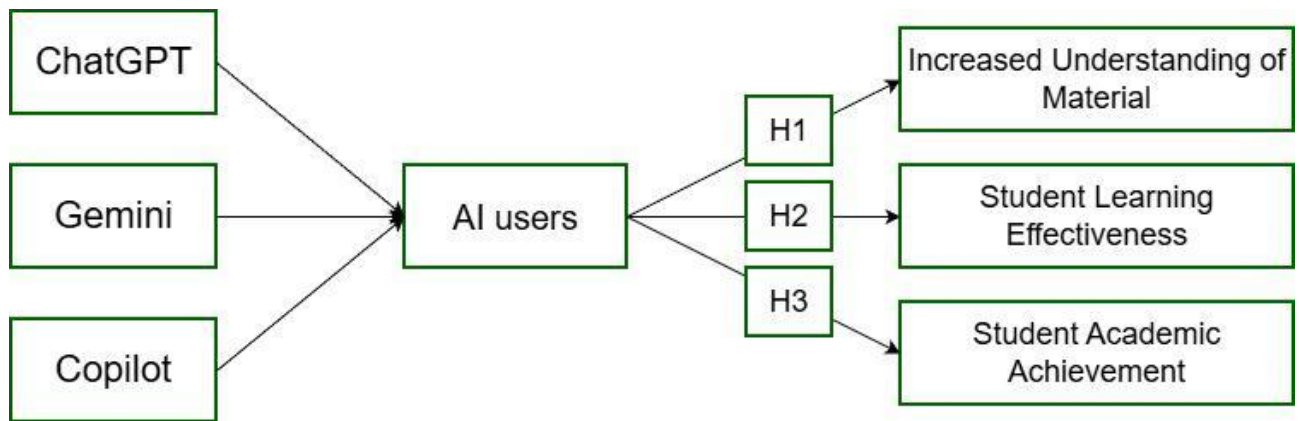 ChatGPT
Gemini
Copilot
AI users
H1
H2
H3
Increased Understanding of
Material
Student Learning
Effectiveness
Student Academic
Achievement